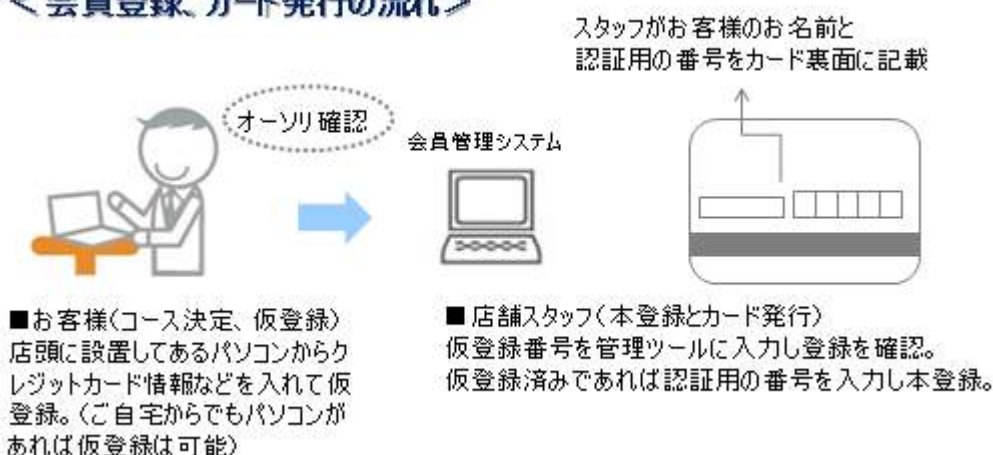 ＜会員登録、カード発行の流れ＞
スタッフがお客様のお名前と
認証用の番号をカード裏面に記載
オーソリ確認
会員管理システム
■お客様(コース決定、仮登録)
店頭に設置してあるパソコンからク
レジットカード情報などを入れて仮
登録。(ご自宅からでもパソコンが
あれば仮登録は可能)
■店舗スタッフ(本登録とカード発行)
仮登録番号を管理ツールに入力し登録を確認。
仮登録済みであれば認証用の番号を入力し本登録。